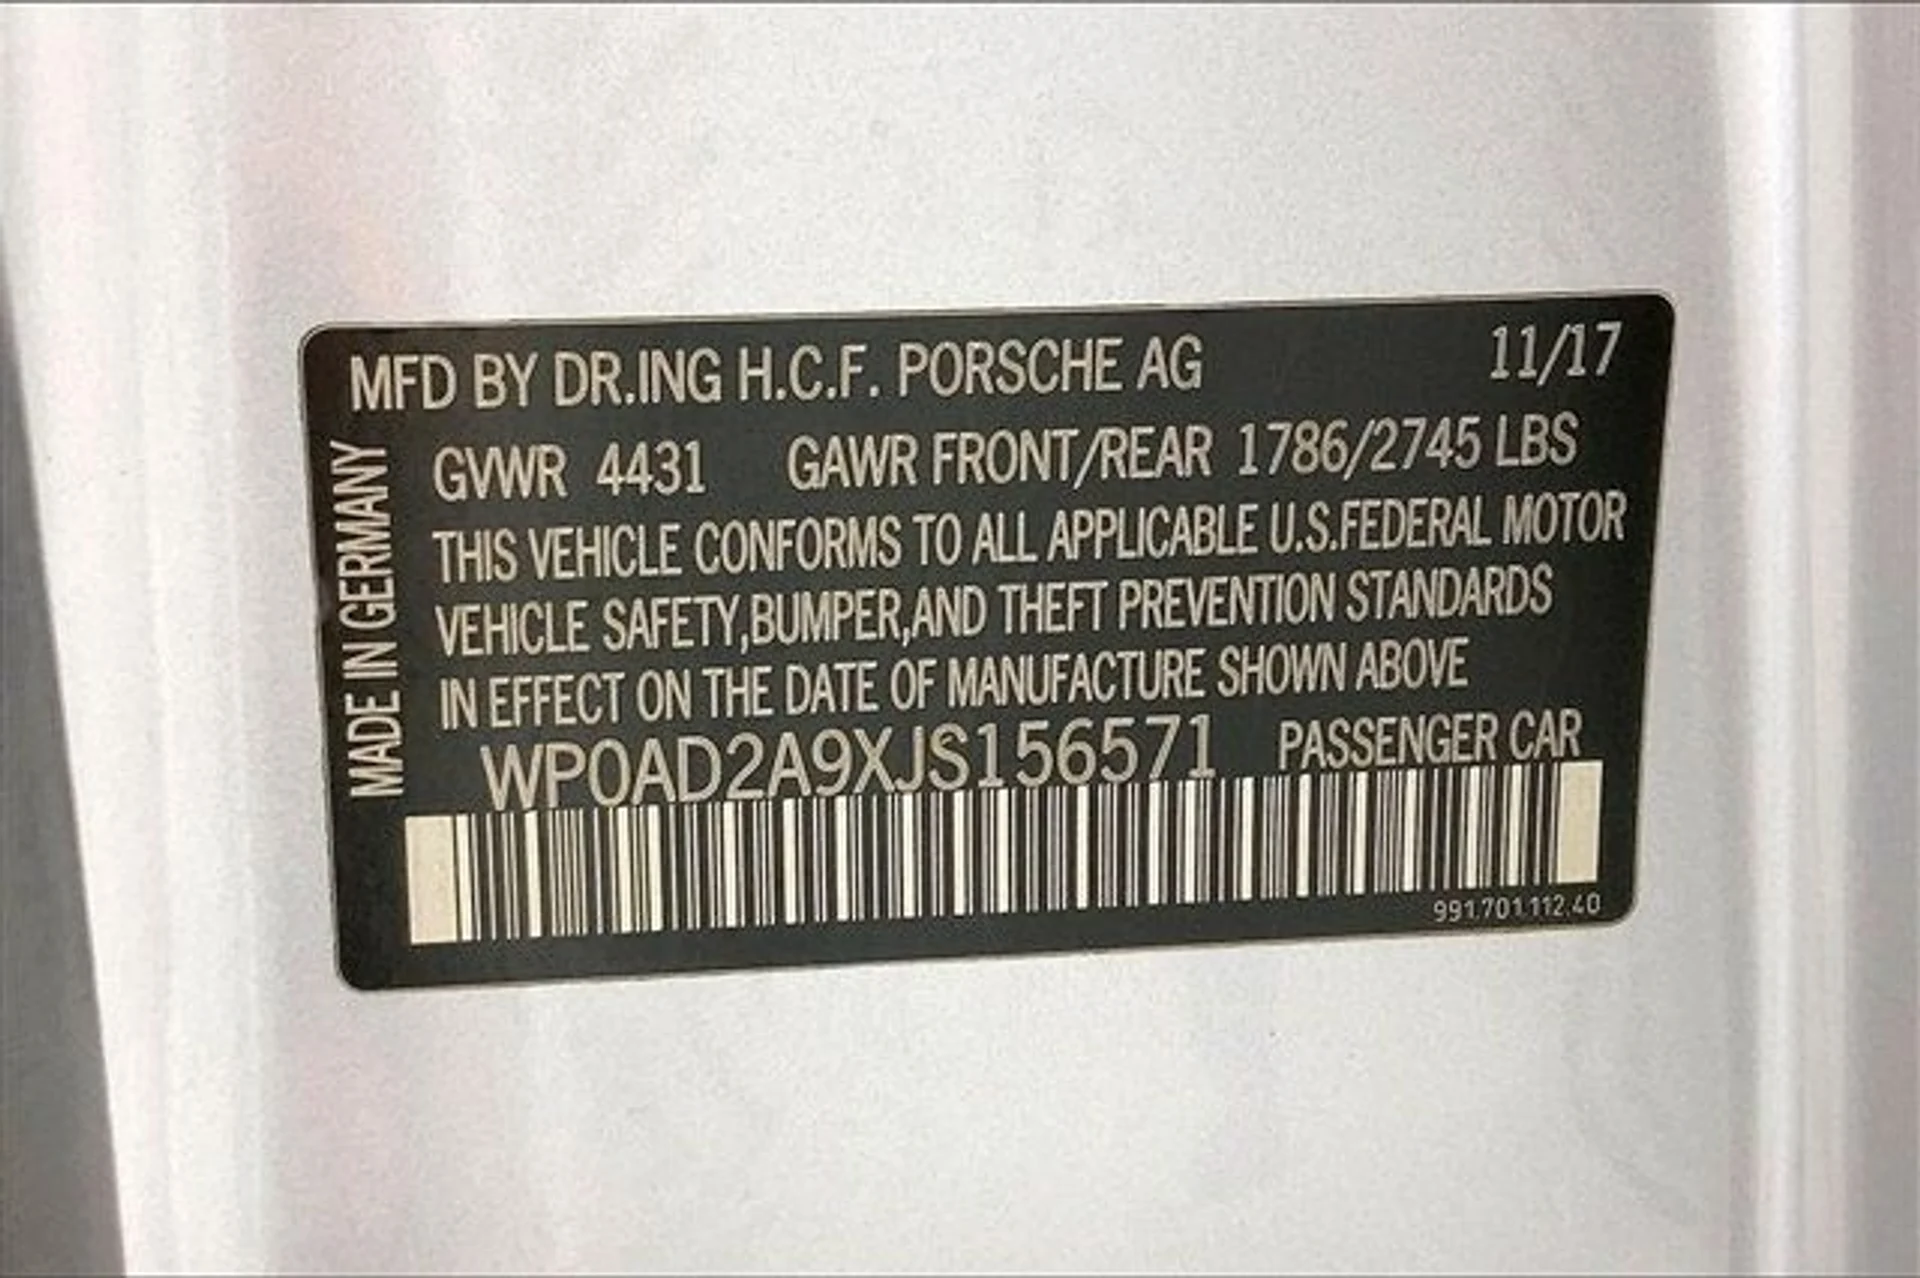 MFD BY DR.ING H.C.F. PORSCHE AG 11/17
GVWR 4431 GAWR FRONT/REAR 1786/2745 LBS
THIS VEHICLE CONFORMS TO ALL APPLICABLE U.S.FEDERAL MOTOR
VEHICLE SAFETY,BUMPER,AND THEFT PREVENTION STANDARDS
IN EFFECT ON THE DATE OF MANUFACTURE SHOWN ABOVE
WP0AD2A9XJS156571 PASSENGER CAR
991.701.112.40
MADE IN GERMANY